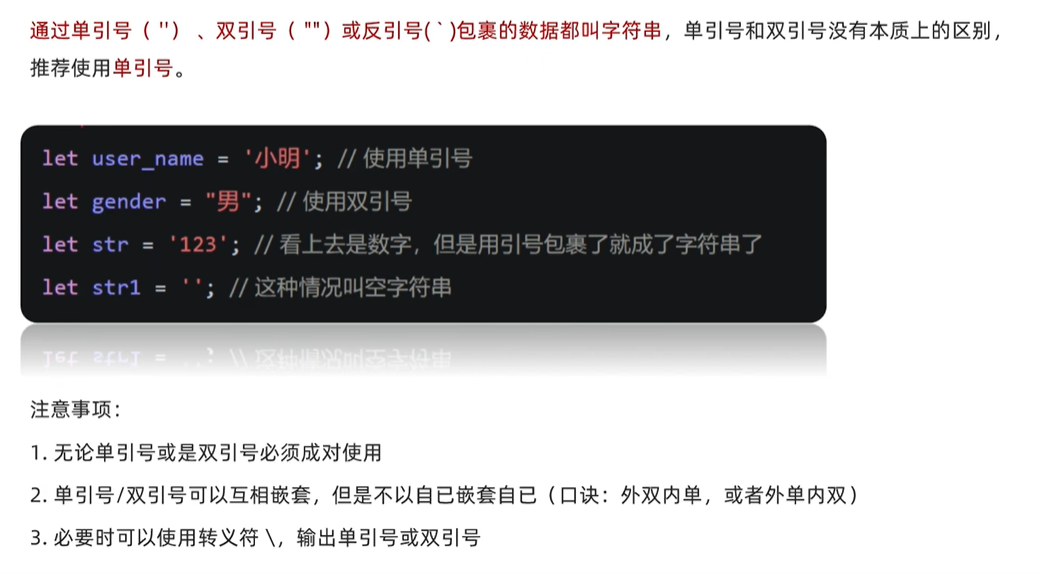 通过单引号（ ''） 、双引号（ ""）或反引号( ` )包裹的数据都叫字符串，单引号和双引号没有本质上的区别，
推荐使用单引号。
let user_name = '小明'; // 使用单引号
let gender = "男"; // 使用双引号
let str = '123'; // 看上去是数字，但是用引号包裹了就成了字符串了
let str1 = ''; // 这种情况叫空字符串
注意事项：
1. 无论单引号或是双引号必须成对使用
2. 单引号/双引号可以互相嵌套，但是不以自已嵌套自已（口诀：外双内单，或者外单内双）
3. 必要时可以使用转义符 \，输出单引号或双引号